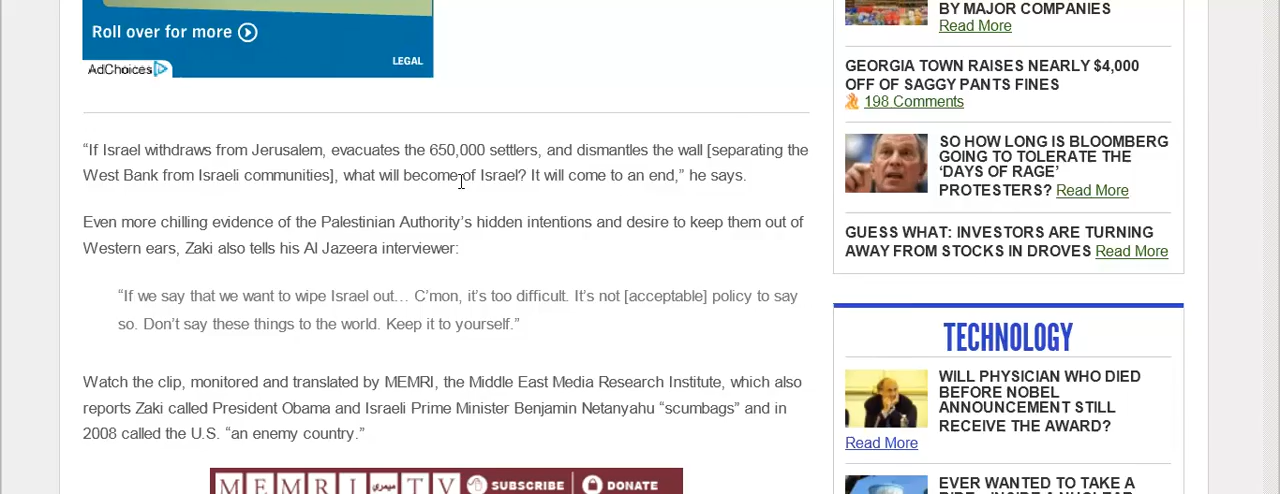 Roll over for more
LEGAL
AdChoices
“If Israel withdraws from Jerusalem, evacuates the 650,000 settlers, and dismantles the wall [separating the
West Bank from Israeli communities], what will become of Israel? It will come to an end,” he says.
Even more chilling evidence of the Palestinian Authority’s hidden intentions and desire to keep them out of
Western ears, Zaki also tells his Al Jazeera interviewer:
“If we say that we want to wipe Israel out… C’mon, it’s too difficult. It’s not [acceptable] policy to say
so. Don’t say these things to the world. Keep it to yourself.”
Watch the clip, monitored and translated by MEMRI, the Middle East Media Research Institute, which also
reports Zaki called President Obama and Israeli Prime Minister Benjamin Netanyahu “scumbags” and in
2008 called the U.S. “an enemy country.”
MEMRI TV SUBSCRIBE DONATE
BY MAJOR COMPANIES
Read More
GEORGIA TOWN RAISES NEARLY $4,000
OFF OF SAGGY PANTS FINES
198 Comments
SO HOW LONG IS BLOOMBERG
GOING TO TOLERATE THE
‘DAYS OF RAGE’
PROTESTERS? Read More
GUESS WHAT: INVESTORS ARE TURNING
AWAY FROM STOCKS IN DROVES Read More
TECHNOLOGY
WILL PHYSICIAN WHO DIED
BEFORE NOBEL
ANNOUNCEMENT STILL
RECEIVE THE AWARD?
Read More
EVER WANTED TO TAKE A